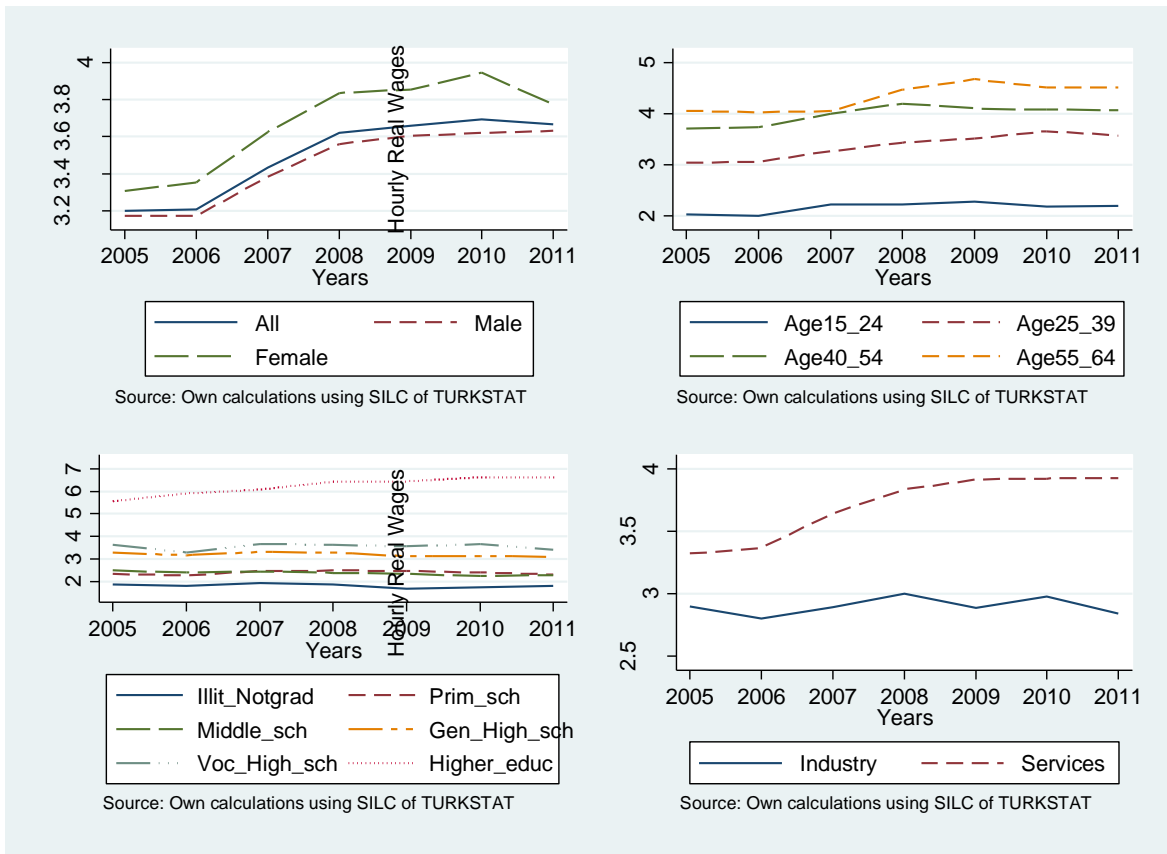 4
3.8
3.6
3.4
3.2
Hourly Real Wages
2005 2006 2007 2008 2009 2010 2011
Years
All Male
Female
Source: Own calculations using SILC of TURKSTAT
5
4
3
2
2005 2006 2007 2008 2009 2010 2011
Years
Age15_24 Age25_39
Age40_54 Age55_64
Source: Own calculations using SILC of TURKSTAT
7
6
5
4
3
2
Hourly Real Wages
2005 2006 2007 2008 2009 2010 2011
Years
Illit_Notgrad Prim_sch
Middle_sch Gen_High_sch
Voc_High_sch Higher_educ
Source: Own calculations using SILC of TURKSTAT
4
3.5
3
2.5
2005 2006 2007 2008 2009 2010 2011
Years
Industry Services
Source: Own calculations using SILC of TURKSTAT